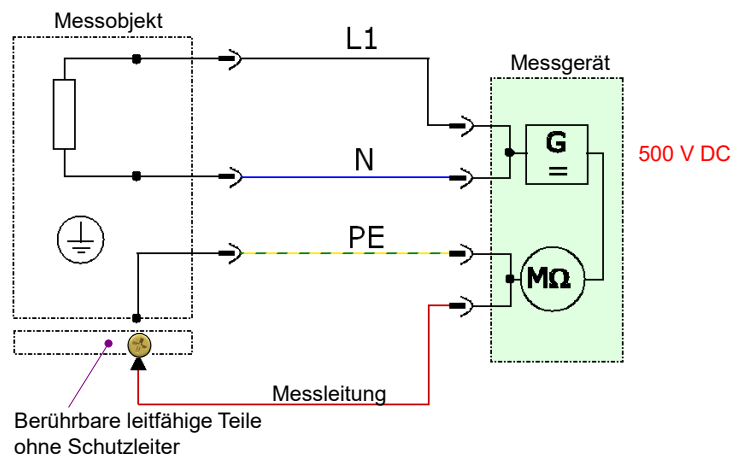 Messobjekt
L1
Messgerät
G
=
500 V DC
N
PE
MΩ
Messleitung
Berührbare leitfähige Teile
ohne Schutzleiter